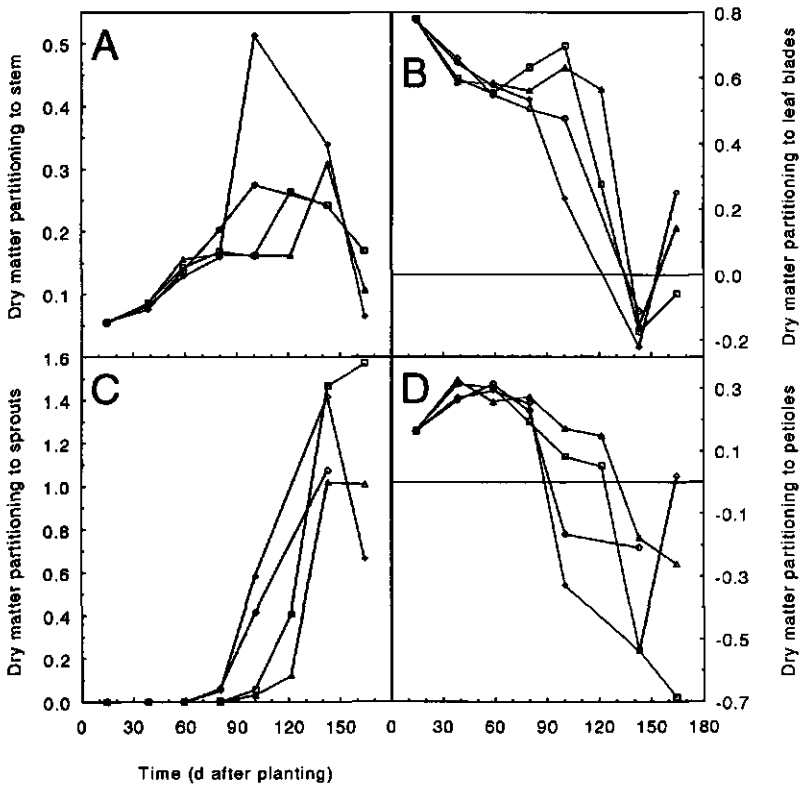 A
B
Dry matter partitioning to stem
0.5
0.4
0.3
0.2
0.1
0.8
0.6
0.4
0.2
0.0
-0.2
Dry matter partitioning to leaf blades
C
D
Dry matter partitioning to sprouts
1.6
1.4
1.2
1.0
0.8
0.6
0.4
0.2
0.0
0.3
0.1
-0.1
-0.3
-0.5
-0.7
Dry matter partitioning to petioles
0 30 60 90 120 150 0 30 60 90 120 150 180
Time (d after planting)